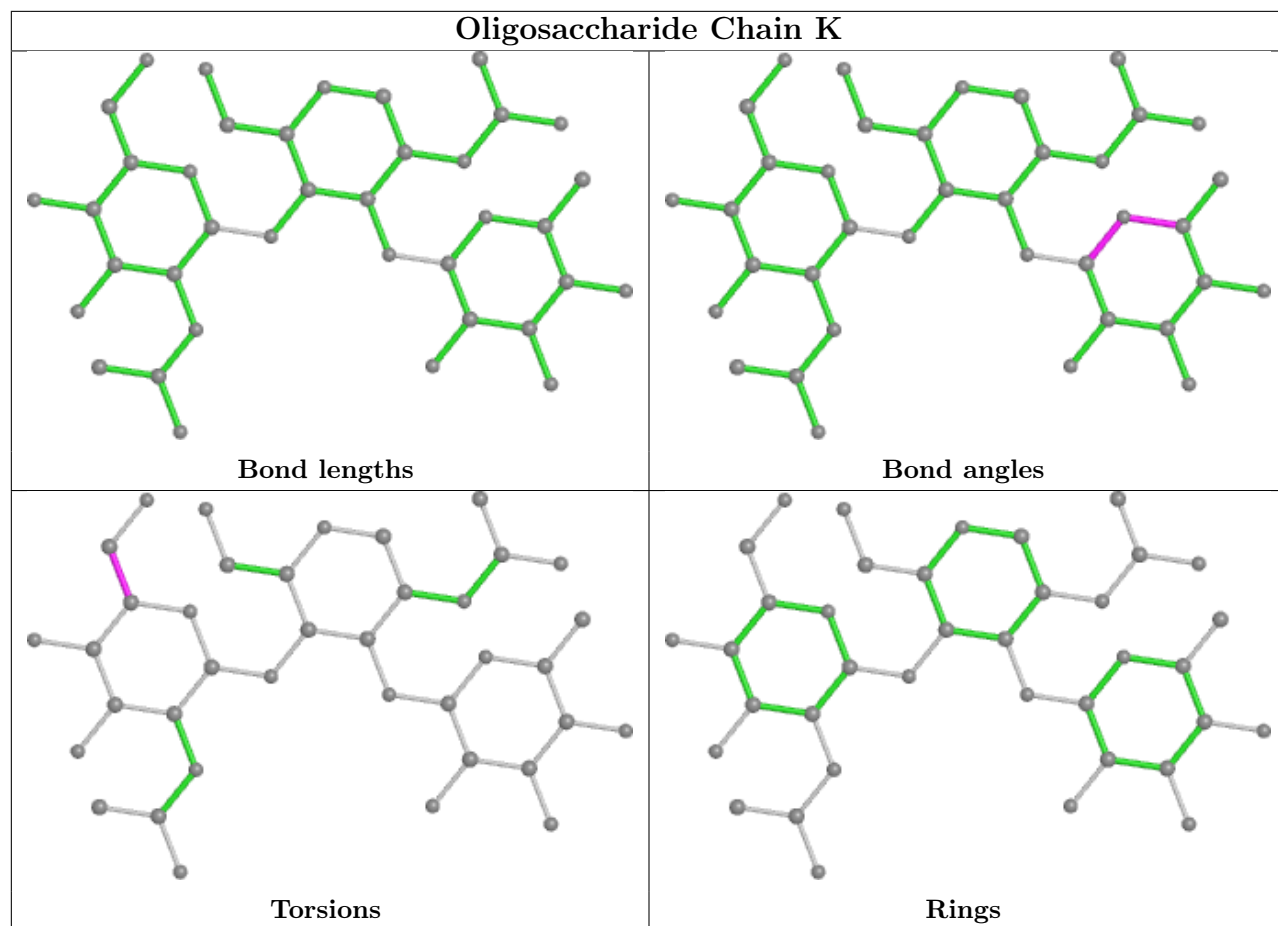 Oligosaccharide Chain K
Bond lengths
Bond angles
Torsions
Rings